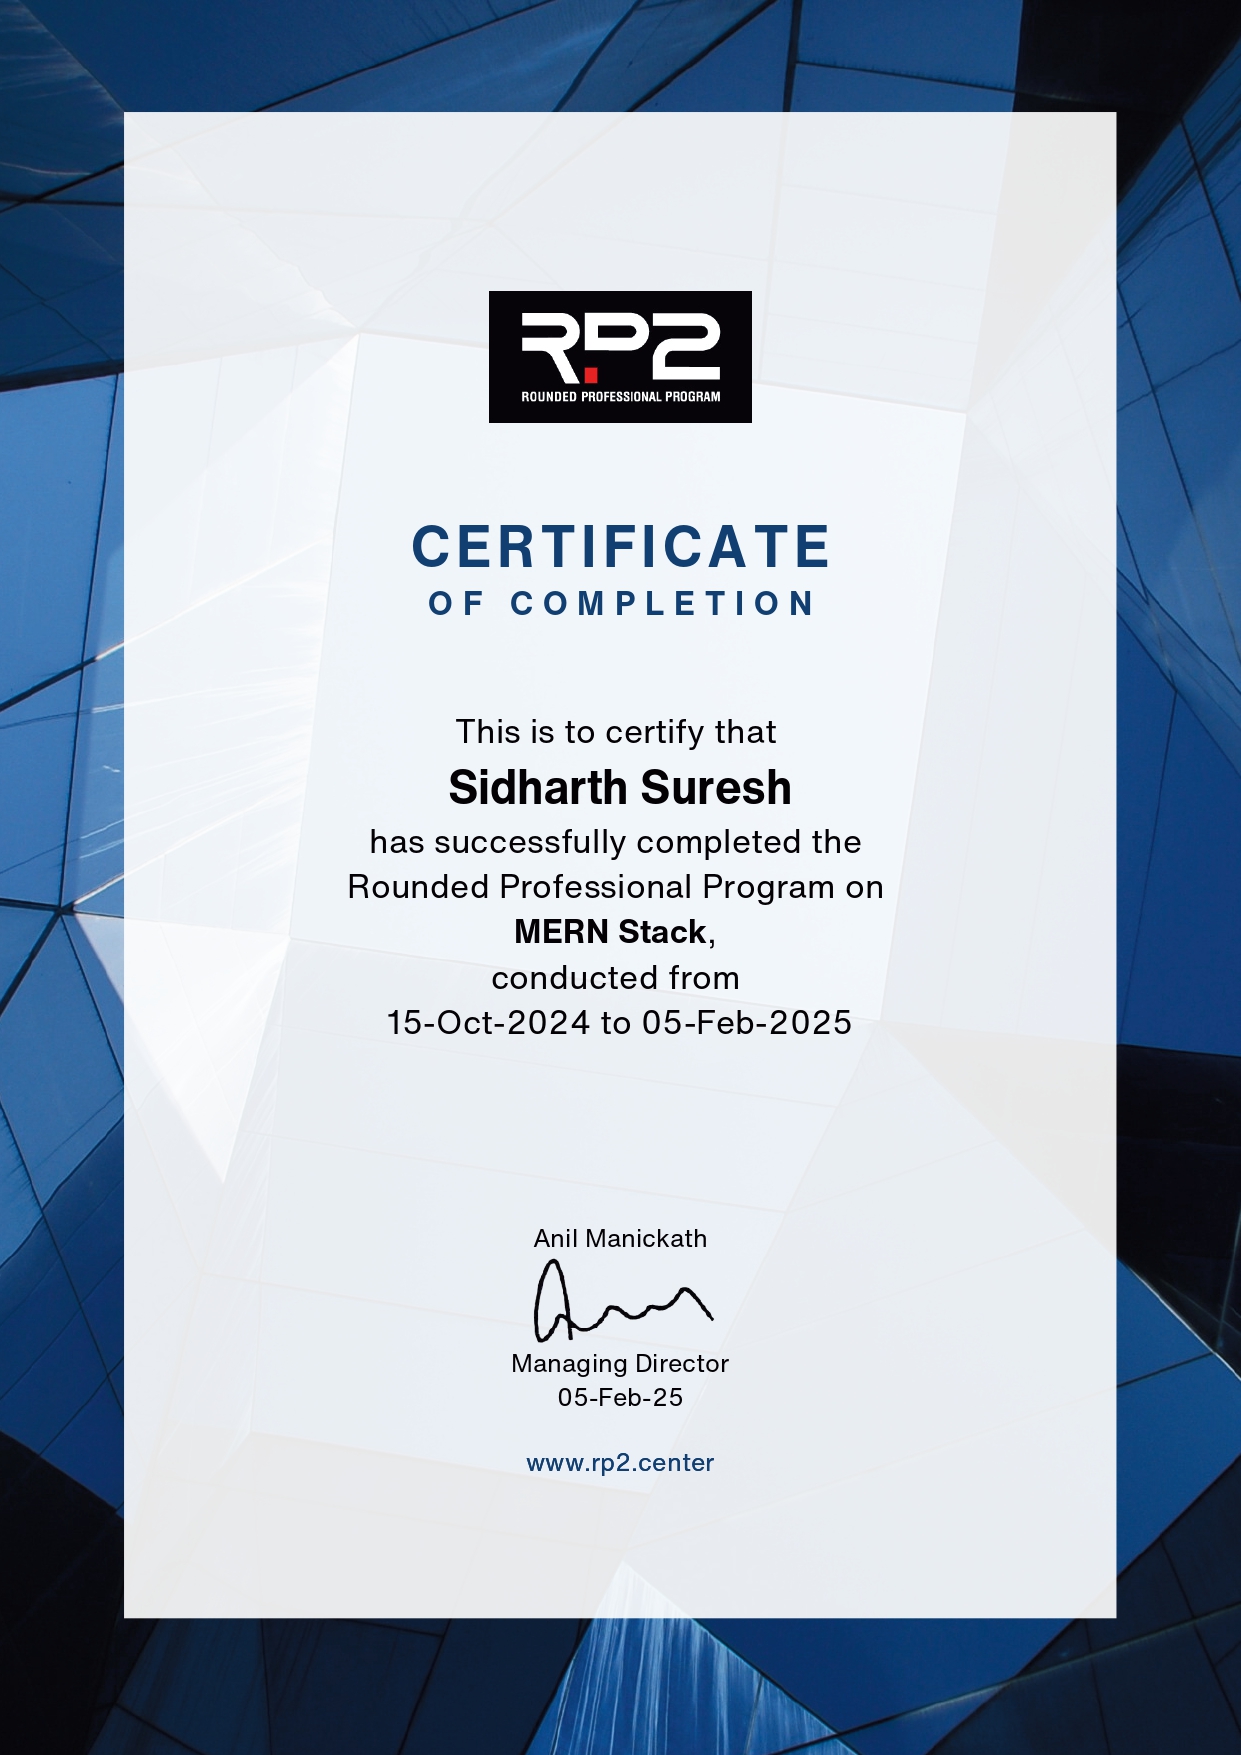 R.P2
ROUNDED PROFESSIONAL PROGRAM
CERTIFICATE
OF COMPLETION
This is to certify that
Sidharth Suresh
has successfully completed the
Rounded Professional Program on
MERN Stack,
conducted from
15-Oct-2024 to 05-Feb-2025
Anil Manickath
Managing Director
05-Feb-25
www.rp2.center